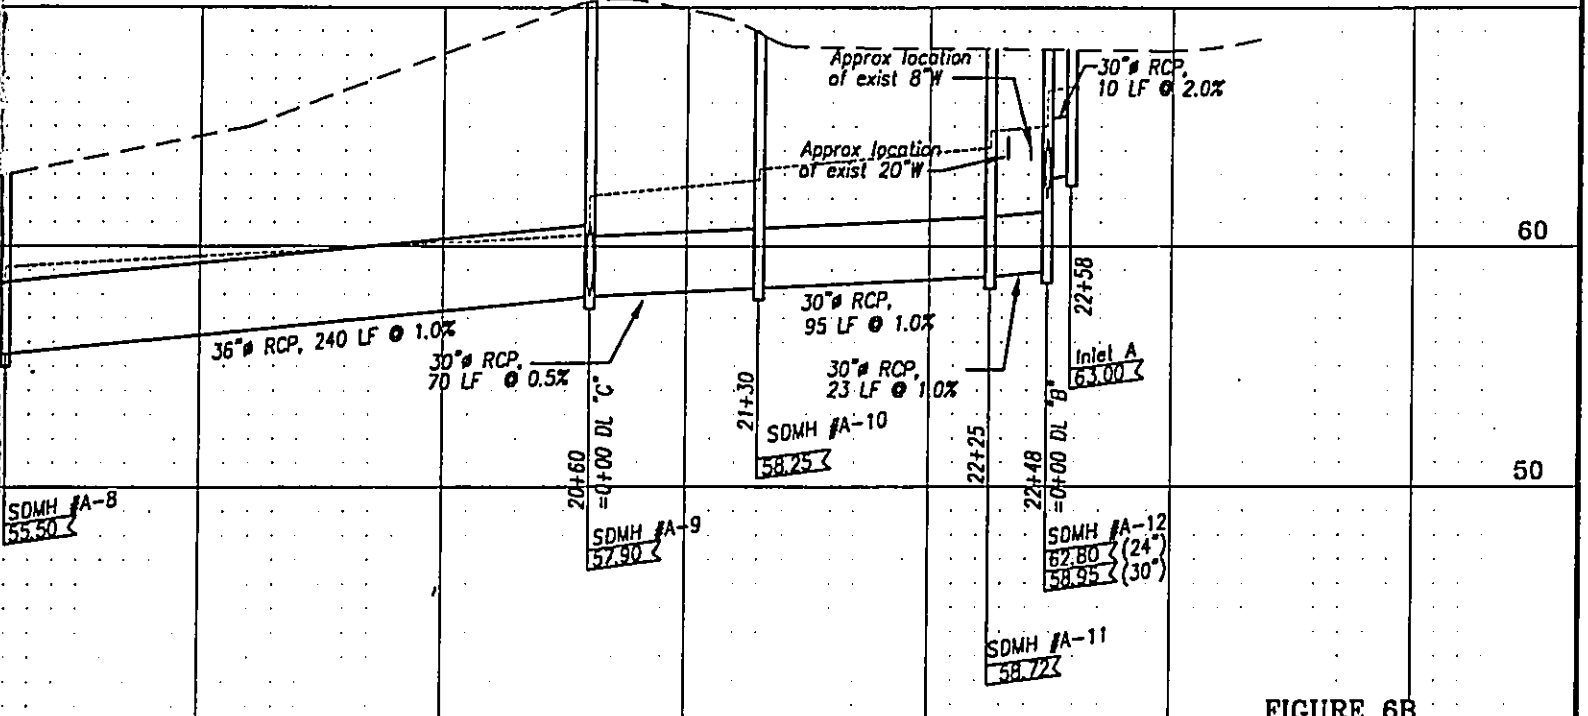 Approx location
of exist 8"W
30"ø RCP,
10 LF @ 2.0%
Approx location
of exist 20"W
60
22+58
30"ø RCP,
95 LF @ 1.0%
36"ø RCP, 240 LF @ 1.0%
30"ø RCP,
70 LF @ 0.5%
30"ø RCP,
23 LF @ 1.0%
Inlet A
63.00
21+30
SDMH #A-10
58.25
20+60
=0+00 DL "C"
22+25
22+48
=0+00 DL "B"
50
SDMH #A-8
55.50
SDMH #A-9
57.90
SDMH #A-12
62.80 (24")
58.95 (30")
SDMH #A-11
58.72
FIGURE 6B